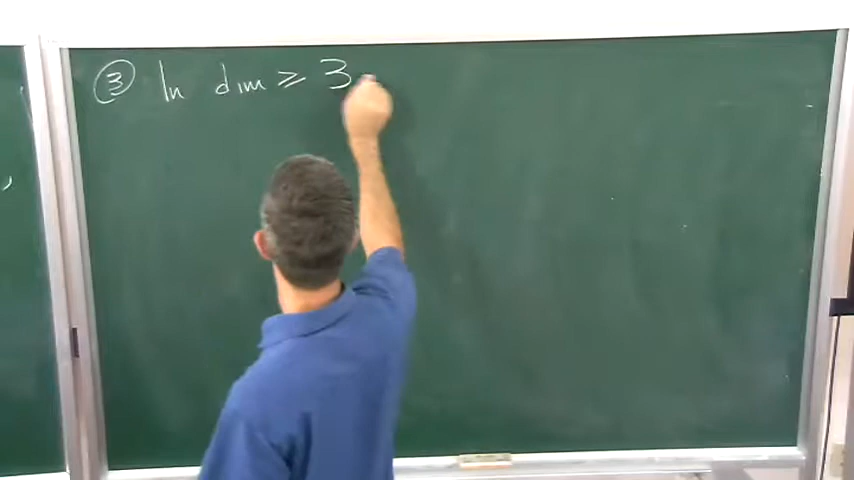 ③ In dim ≥ 3